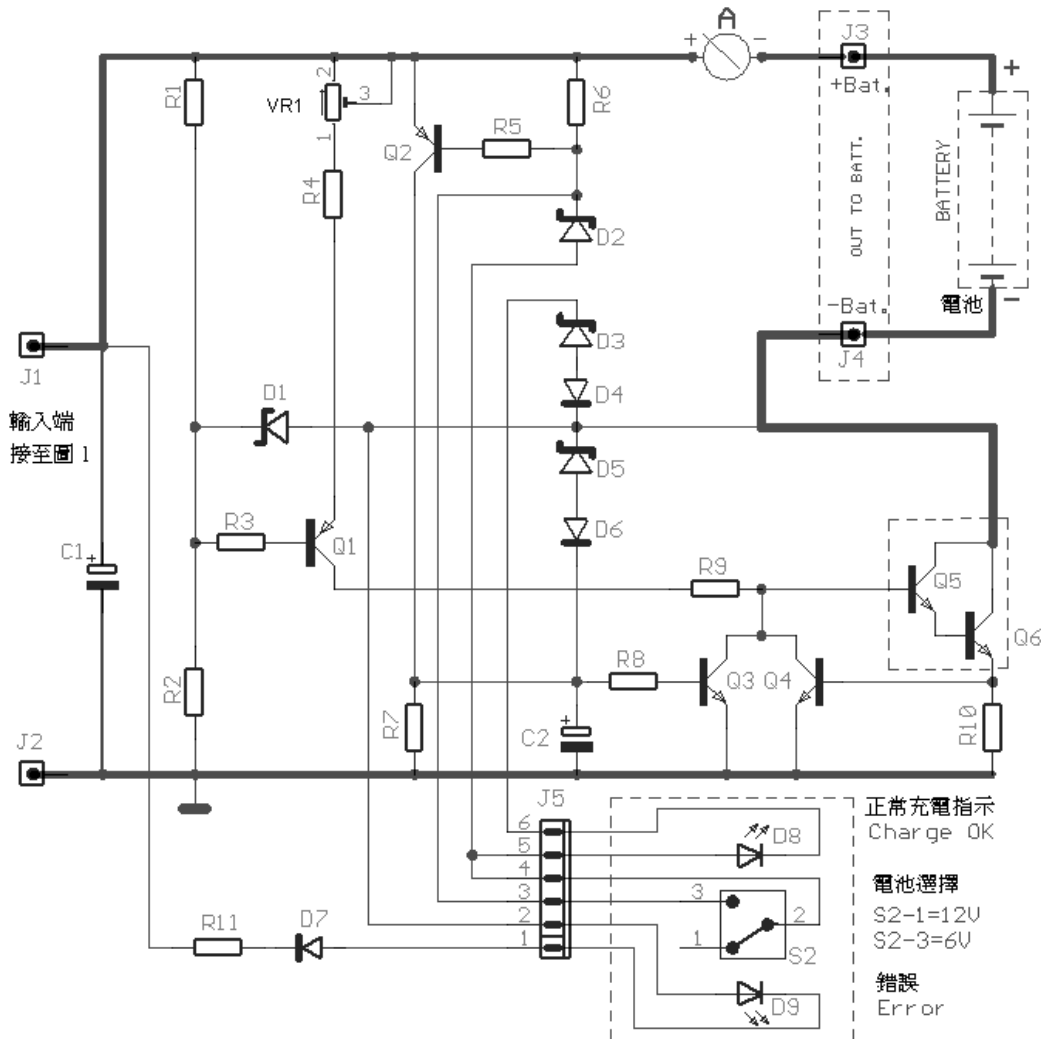 A
+
-
J3
+Bat.
+
R1
2
VR1
3
1
R4
Q2
R5
R6
D2
OUT TO BATT.
BATTERY
-Bat.
電池
-
J4
J1
D3
D4
D1
輸入端
接至圖 1
D5
D6
R3
Q1
C1
+
R9
Q5
Q6
R2
R8
Q3
Q4
R7
+
C2
R10
J2
J5
正常充電指示
Charge OK
6
5
4
3
2
1
D8
3
2
1
S2
電池選擇
S2-1=12V
S2-3=6V
R11
D7
D9
錯誤
Error